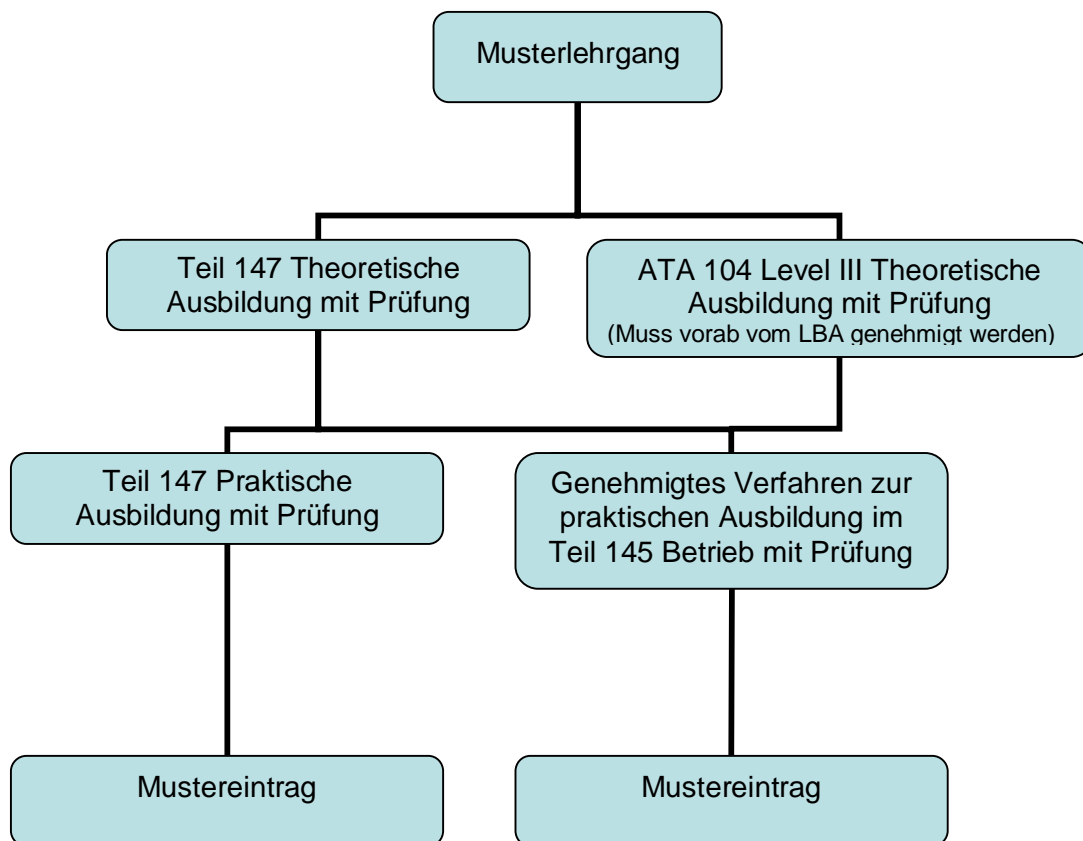 Musterlehrgang
Teil 147 Theoretische
Ausbildung mit Prüfung
ATA 104 Level III Theoretische
Ausbildung mit Prüfung
(Muss vorab vom LBA genehmigt werden)
Teil 147 Praktische
Ausbildung mit Prüfung
Genehmigtes Verfahren zur
praktischen Ausbildung im
Teil 145 Betrieb mit Prüfung
Mustereintrag
Mustereintrag